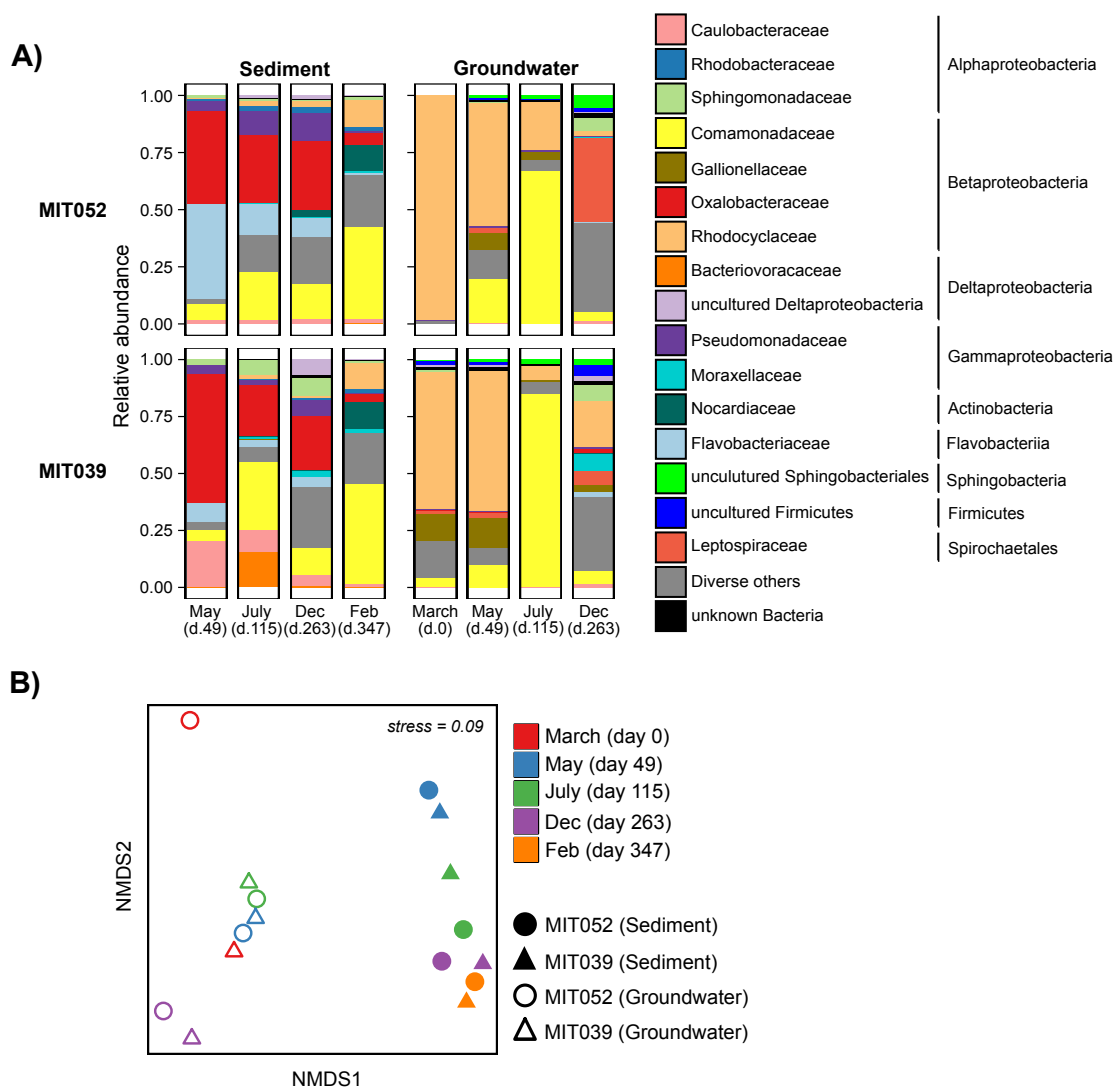 A)
Sediment
Groundwater
MIT052
MIT039
Relative abundance
1.00
0.75
0.50
0.25
0.00
1.00
0.75
0.50
0.25
0.00
May
(d.49)
July
(d.115)
Dec
(d.263)
Feb
(d.347)
March
(d.0)
May
(d.49)
July
(d.115)
Dec
(d.263)
Caulobacteraceae
Rhodobacteraceae
Sphingomonadaceae
Comamonadaceae
Gallionellaceae
Oxalobacteraceae
Rhodocyclaceae
Bacteriovoracaceae
uncultured Deltaproteobacteria
Pseudomonadaceae
Moraxellaceae
Nocardiaceae
Flavobacteriaceae
unculutured Sphingobacteriales
uncultured Firmicutes
Leptospiraceae
Diverse others
unknown Bacteria
Alphaproteobacteria
Betaproteobacteria
Deltaproteobacteria
Gammaproteobacteria
Actinobacteria
Flavobacteriia
Sphingobacteria
Firmicutes
Spirochaetales
B)
stress = 0.09
NMDS2
NMDS1
March (day 0)
May (day 49)
July (day 115)
Dec (day 263)
Feb (day 347)
MIT052 (Sediment)
MIT039 (Sediment)
MIT052 (Groundwater)
MIT039 (Groundwater)